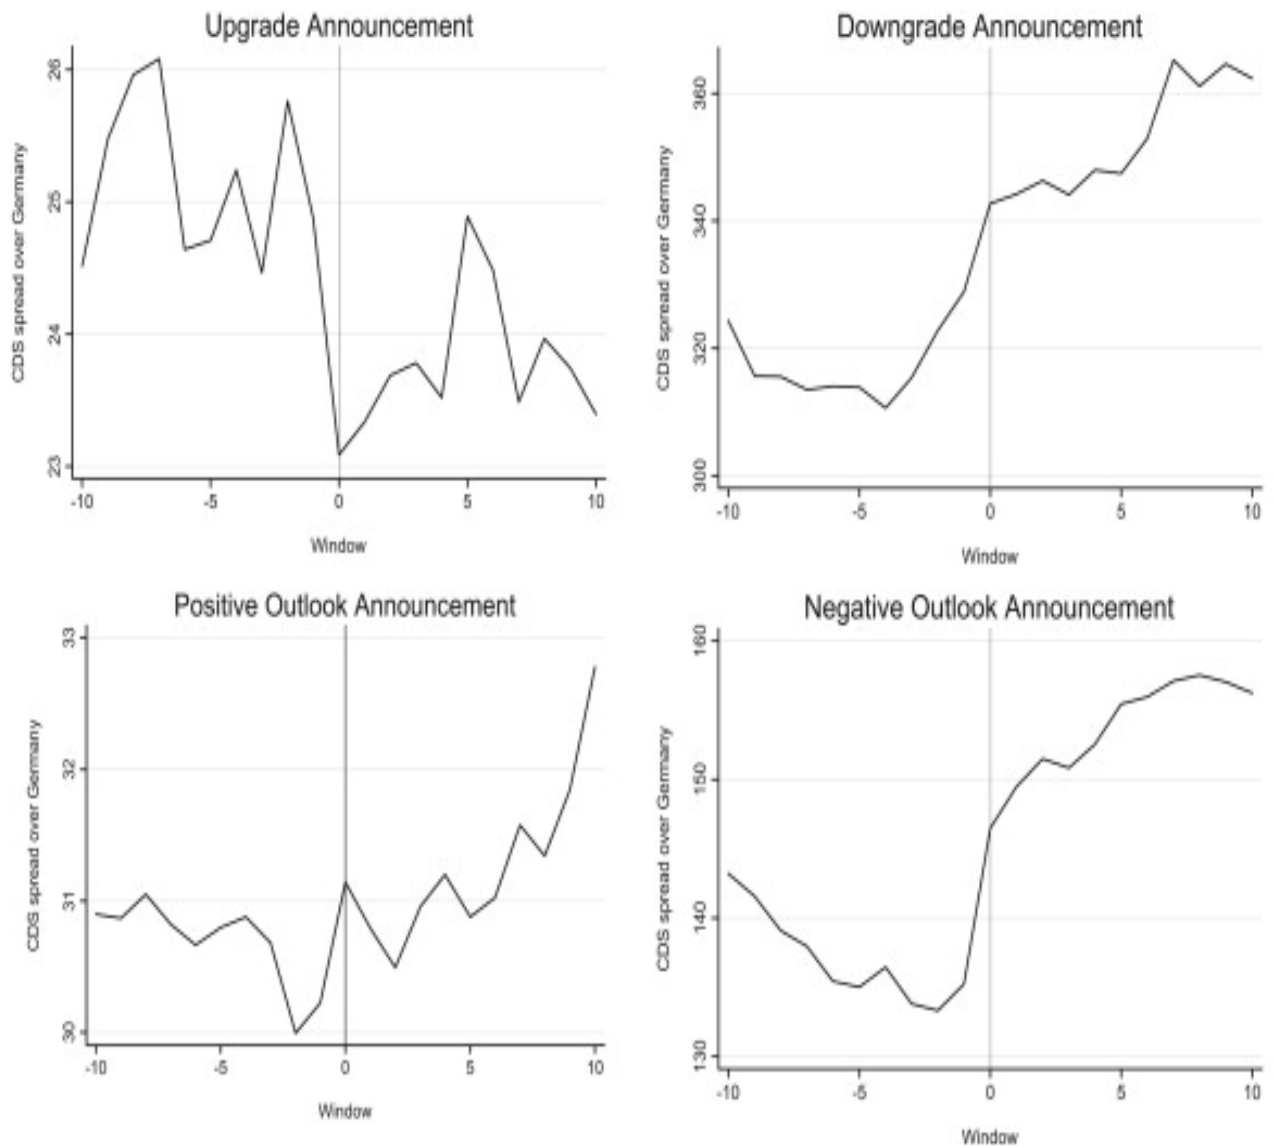 Upgrade Announcement
CDS spread over Germany
26
25
24
23
-10 -5 0 5 10
Window
Downgrade Announcement
CDS spread over Germany
360
340
320
300
-10 -5 0 5 10
Window
Positive Outlook Announcement
CDS spread over Germany
33
32
31
30
-10 -5 0 5 10
Window
Negative Outlook Announcement
CDS spread over Germany
160
150
140
130
-10 -5 0 5 10
Window